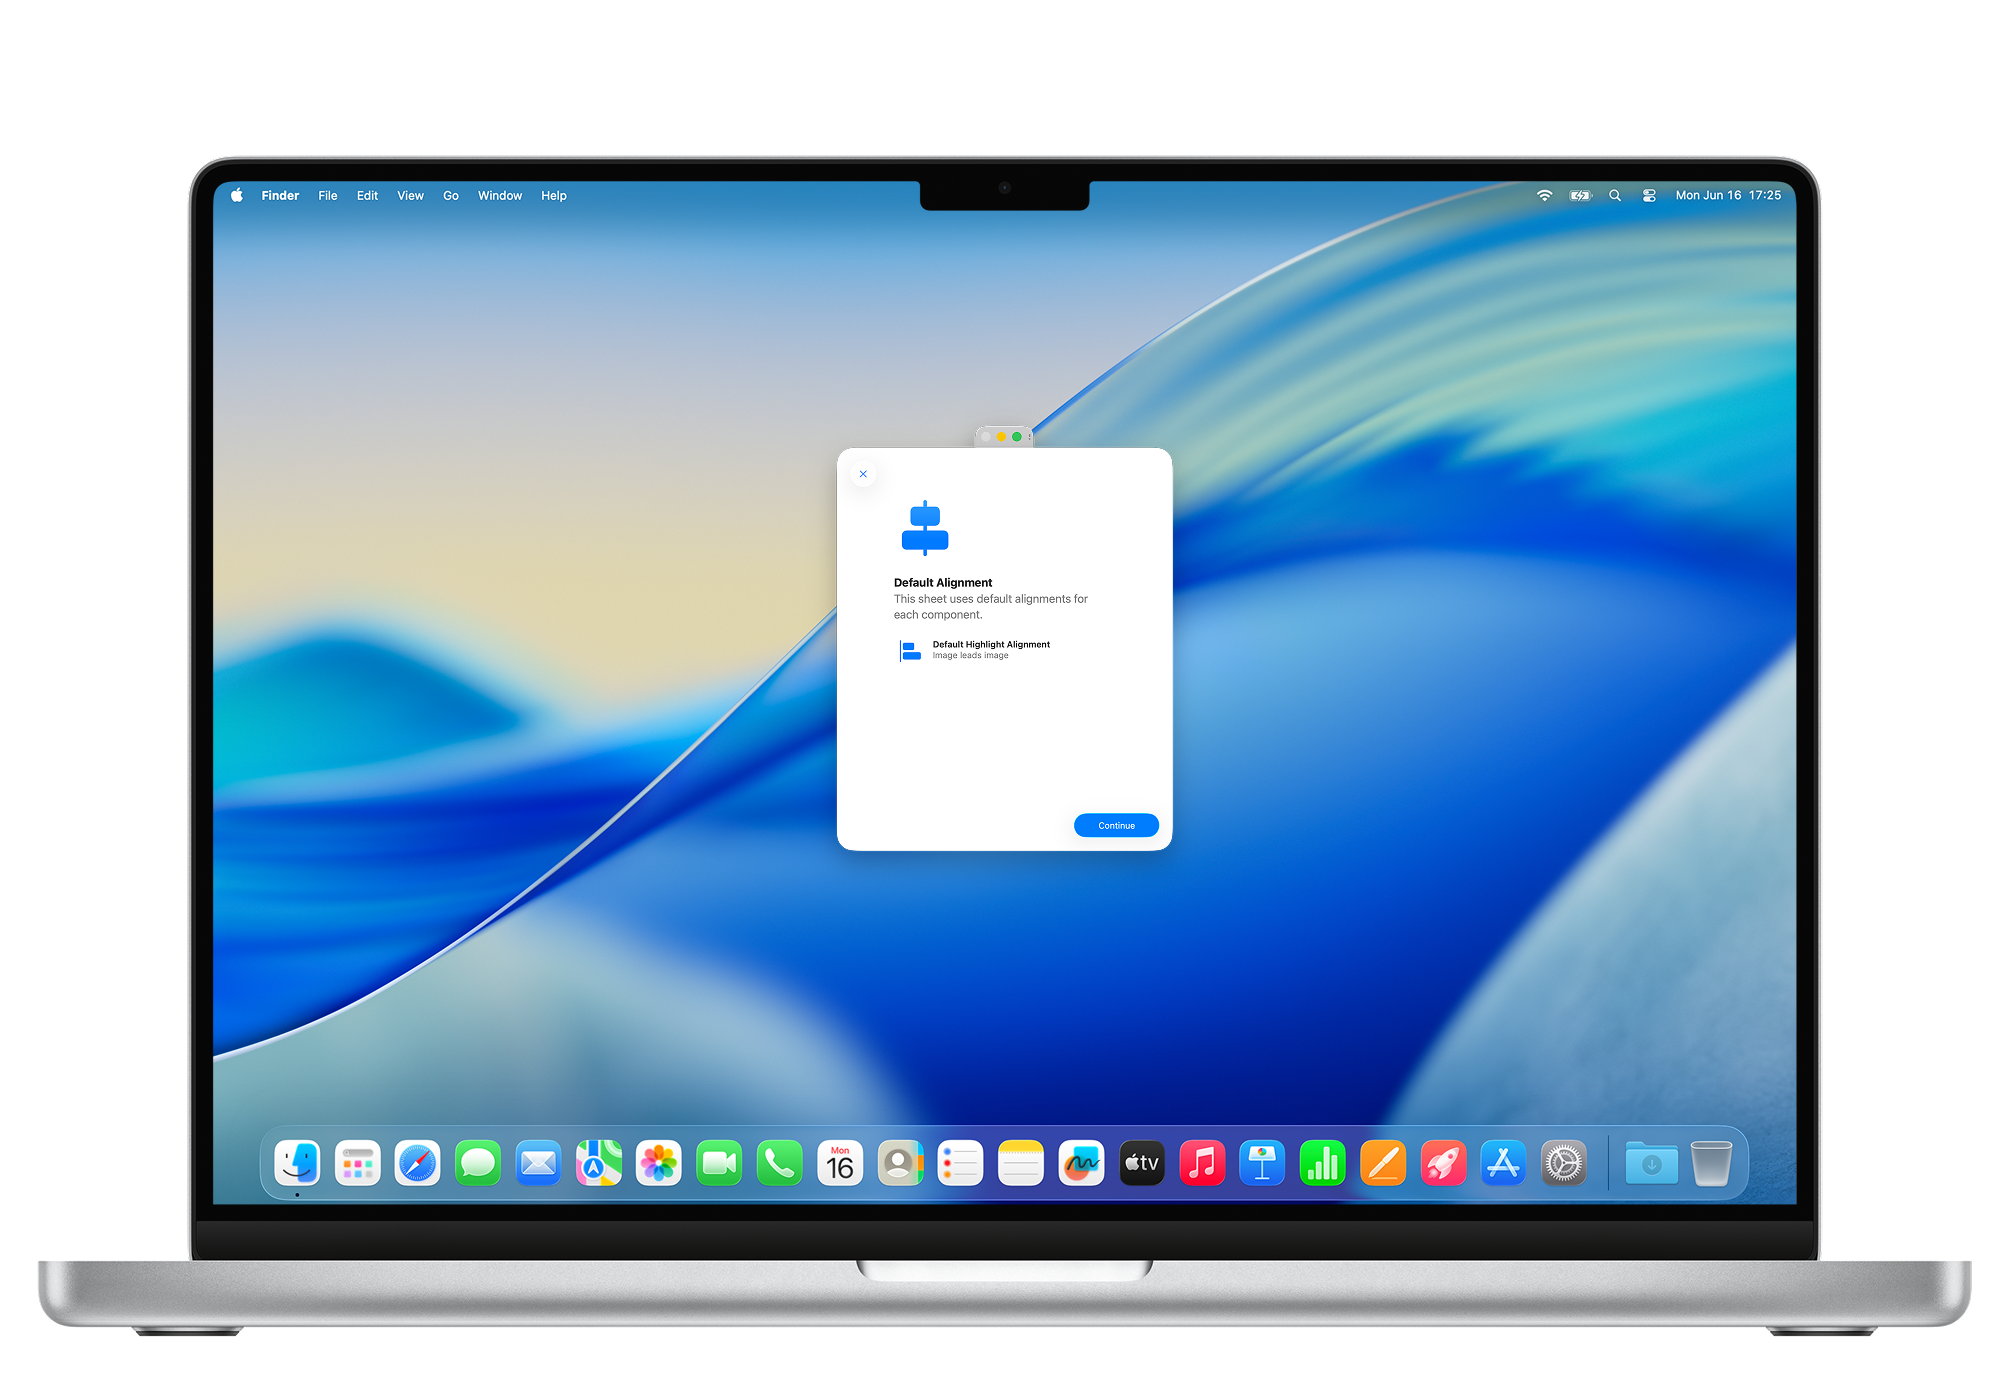 Finder File Edit View Go Window Help
Mon Jun 16 17:25
Default Alignment
This sheet uses default alignments for
each component.
Default Highlight Alignment
Image leads image
Continue
Mon
16
tv